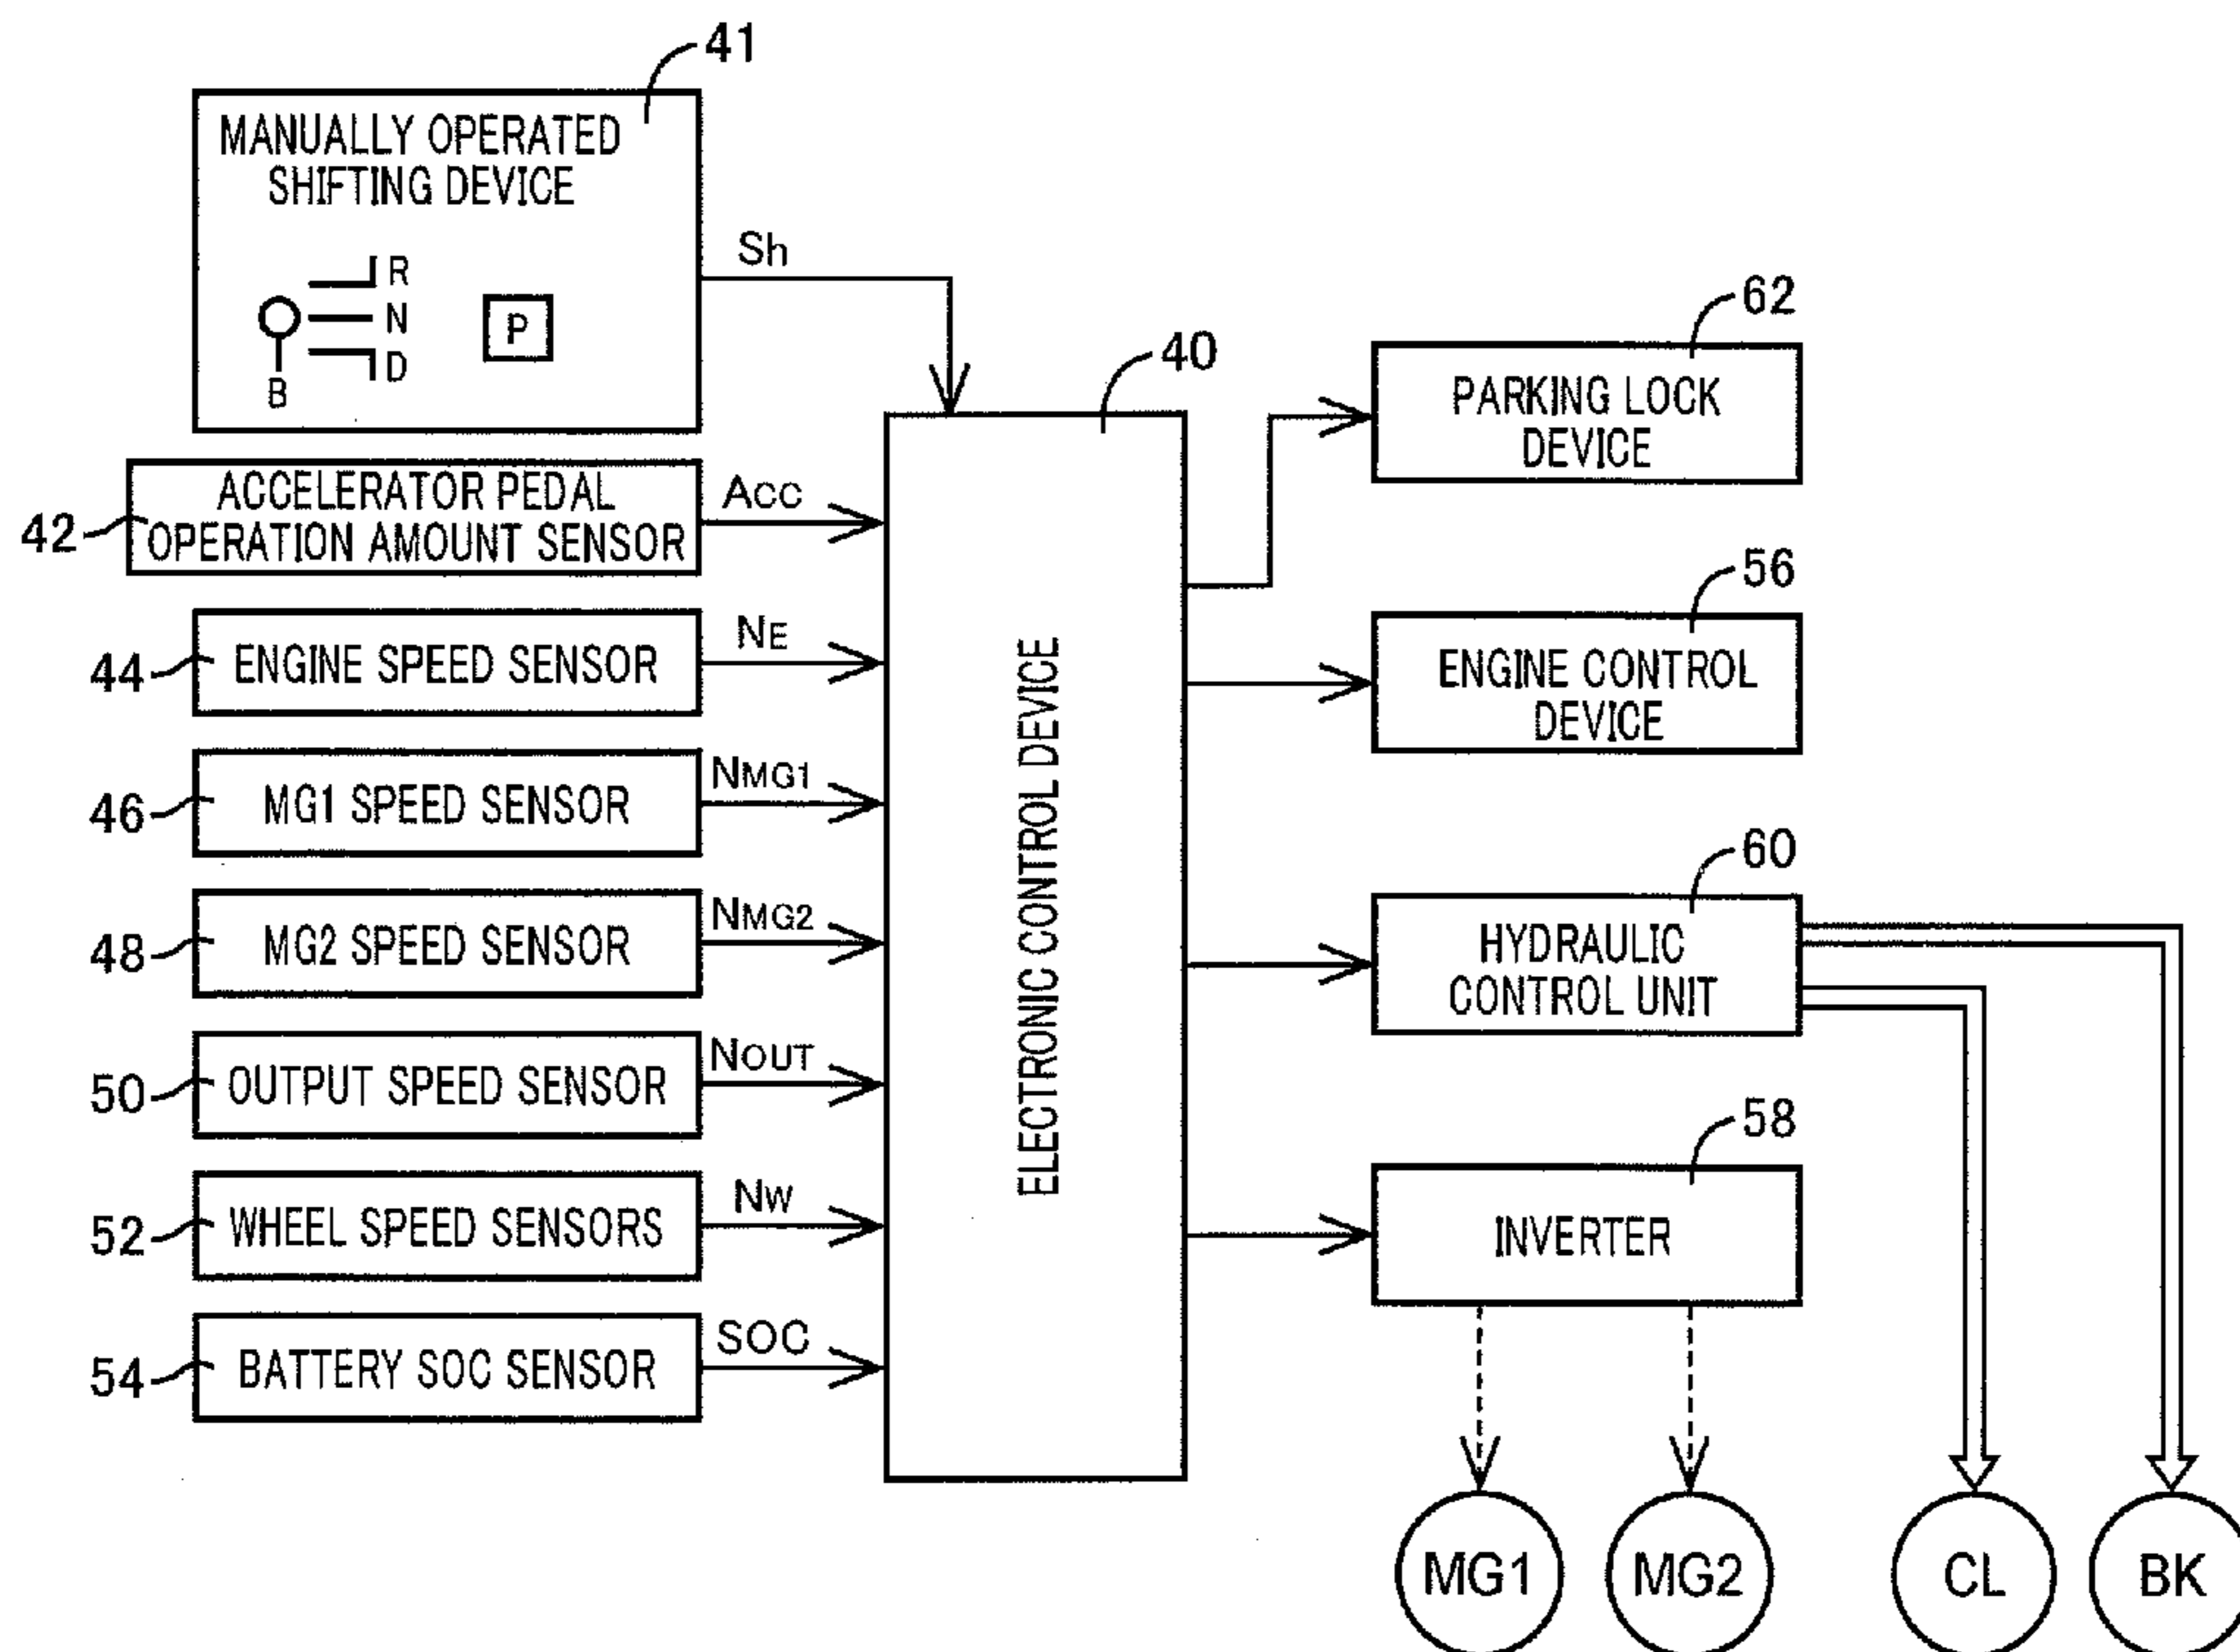 41
MANUALLY OPERATED
SHIFTING DEVICE
R
N
D
B
P
Sh
40
ELECTRONIC CONTROL DEVICE
42
ACCELERATOR PEDAL
OPERATION AMOUNT SENSOR
ACC
44
ENGINE SPEED SENSOR
NE
46
MG1 SPEED SENSOR
NMG1
48
MG2 SPEED SENSOR
NMG2
50
OUTPUT SPEED SENSOR
NOUT
52
WHEEL SPEED SENSORS
NW
54
BATTERY SOC SENSOR
SOC
62
PARKING LOCK
DEVICE
56
ENGINE CONTROL
DEVICE
60
HYDRAULIC
CONTROL UNIT
58
INVERTER
MG1
MG2
CL
BK